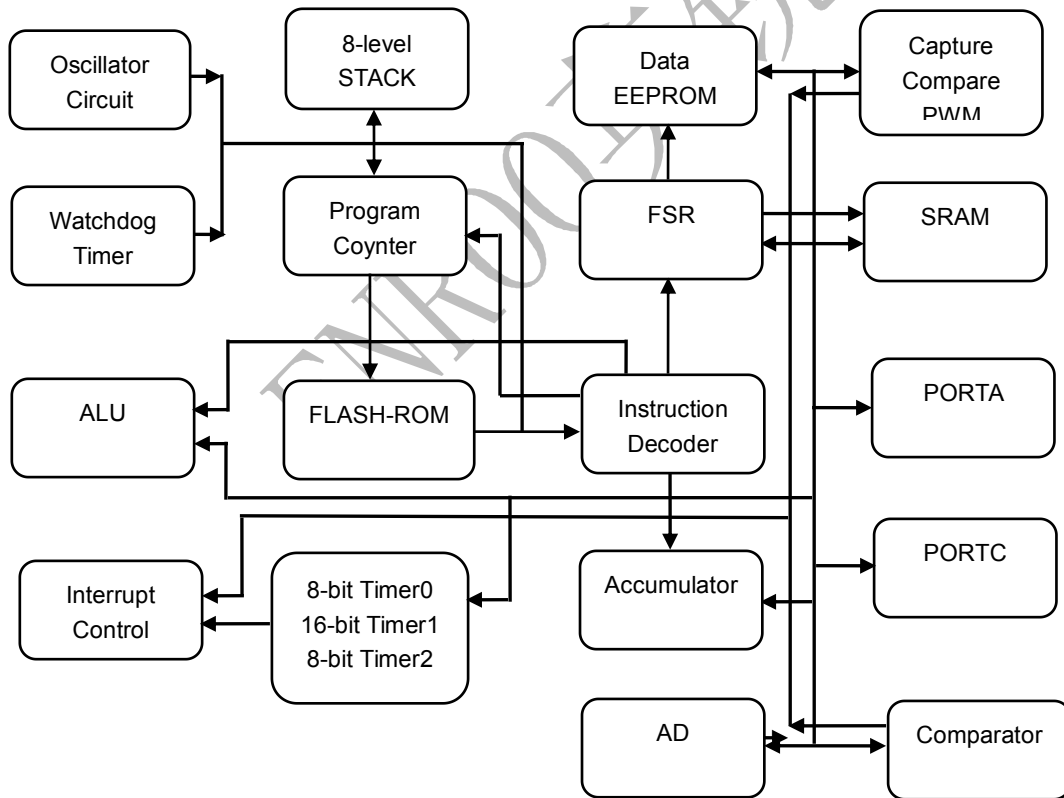 Oscillator
Circuit
8-level
STACK
Data
EEPROM
Capture
Compare
PWM
Watchdog
Timer
Program
Coynter
FSR
SRAM
ALU
FLASH-ROM
Instruction
Decoder
PORTA
Interrupt
Control
8-bit Timer0
16-bit Timer1
8-bit Timer2
Accumulator
PORTC
AD
Comparator